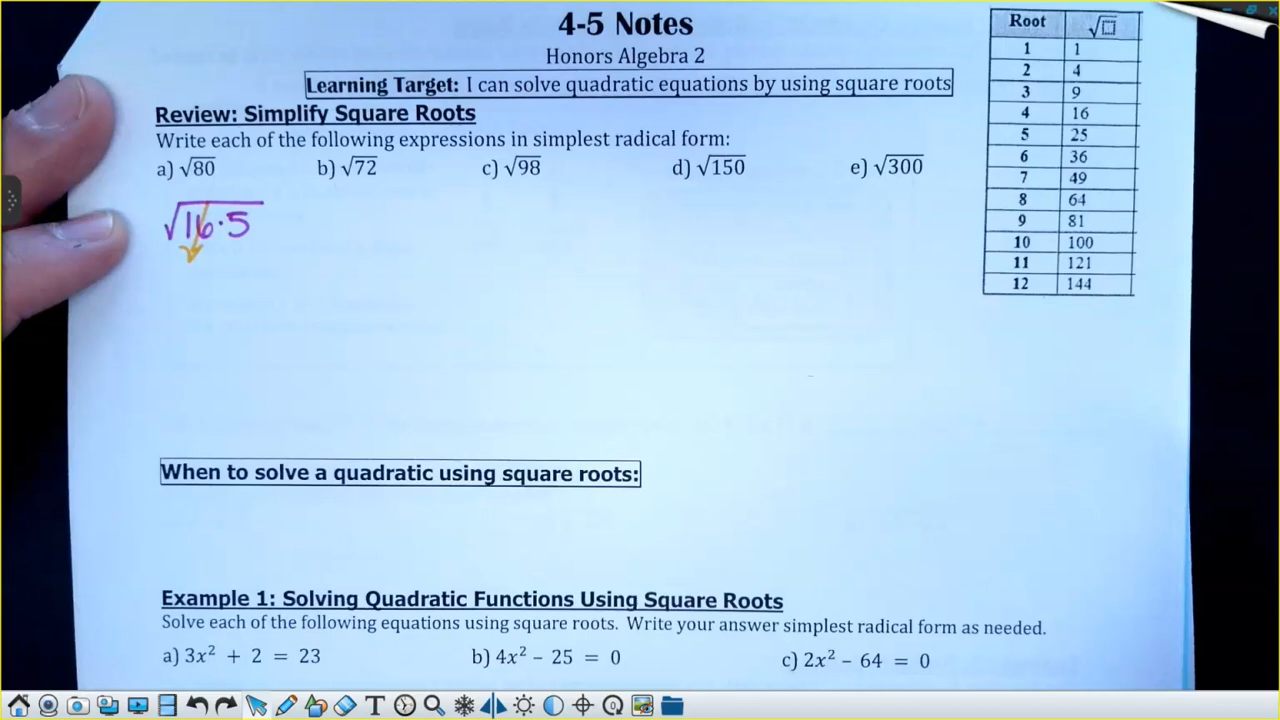 4-5 Notes
Honors Algebra 2
Learning Target: I can solve quadratic equations by using square roots
Review: Simplify Square Roots
Write each of the following expressions in simplest radical form:
a) √80 b) √72 c) √98 d) √150 e) √300
√16·5
Root √□
1 1
2 4
3 9
4 16
5 25
6 36
7 49
8 64
9 81
10 100
11 121
12 144
When to solve a quadratic using square roots:
Example 1: Solving Quadratic Functions Using Square Roots
Solve each of the following equations using square roots. Write your answer simplest radical form as needed.
a) 3x² + 2 = 23 b) 4x² − 25 = 0 c) 2x² − 64 = 0